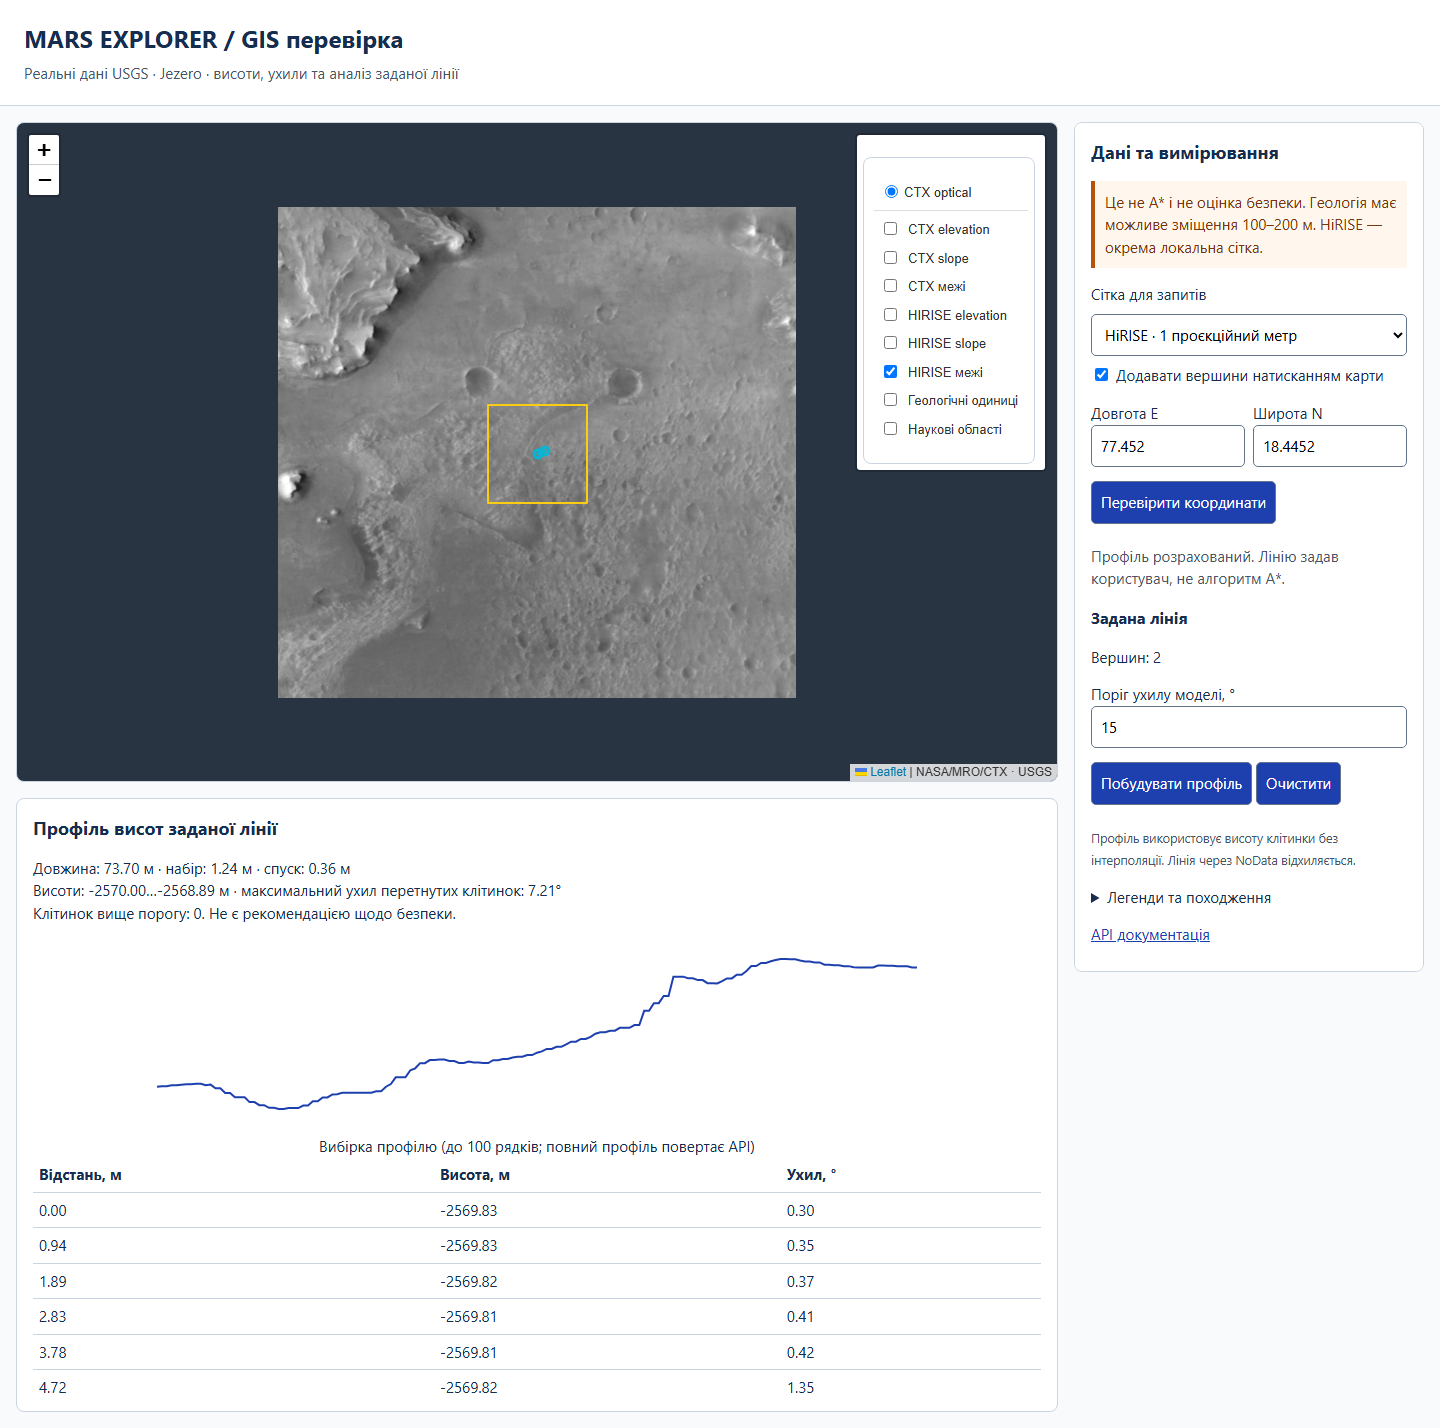 MARS EXPLORER / GIS перевірка
Реальні дані USGS · Jezero · висоти, ухили та аналіз заданої лінії
+
−
CTX optical
CTX elevation
CTX slope
CTX межі
HIRISE elevation
HIRISE slope
HIRISE межі
Геологічні одиниці
Наукові області
Leaflet | NASA/MRO/CTX · USGS
Дані та вимірювання
Це не A* і не оцінка безпеки. Геологія має
можливе зміщення 100–200 м. HiRISE —
окрема локальна сітка.
Сітка для запитів
HiRISE · 1 проєкційний метр
Додавати вершини натисканням карти
Довгота E
Широта N
77.452
18.4452
Перевірити координати
Профіль розрахований. Лінію задав
користувач, не алгоритм A*.
Задана лінія
Вершин: 2
Поріг ухилу моделі, °
15
Побудувати профіль
Очистити
Профіль використовує висоту клітинки без
інтерполяції. Лінія через NoData відхиляється.
Легенди та походження
API документація
Профіль висот заданої лінії
Довжина: 73.70 м · набір: 1.24 м · спуск: 0.36 м
Висоти: -2570.00…-2568.89 м · максимальний ухил перетнутих клітинок: 7.21°
Клітинок вище порогу: 0. Не є рекомендацією щодо безпеки.
Вибірка профілю (до 100 рядків; повний профіль повертає API)
Відстань, м Висота, м Ухил, °
0.00 -2569.83 0.30
0.94 -2569.83 0.35
1.89 -2569.82 0.37
2.83 -2569.81 0.41
3.78 -2569.81 0.42
4.72 -2569.82 1.35